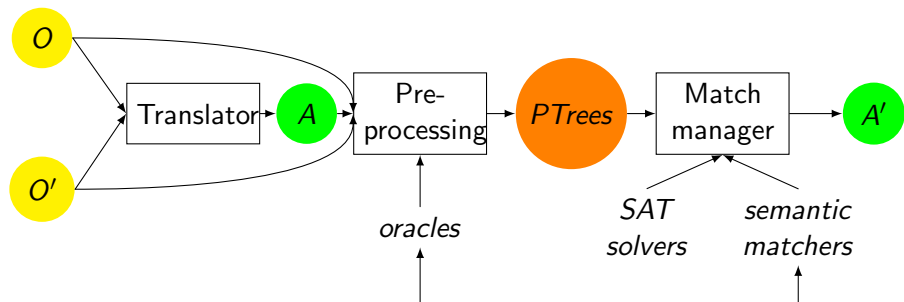 O
O′
Translator
A
Pre-
processing
PTrees
Match
manager
A′
oracles
SAT
solvers
semantic
matchers